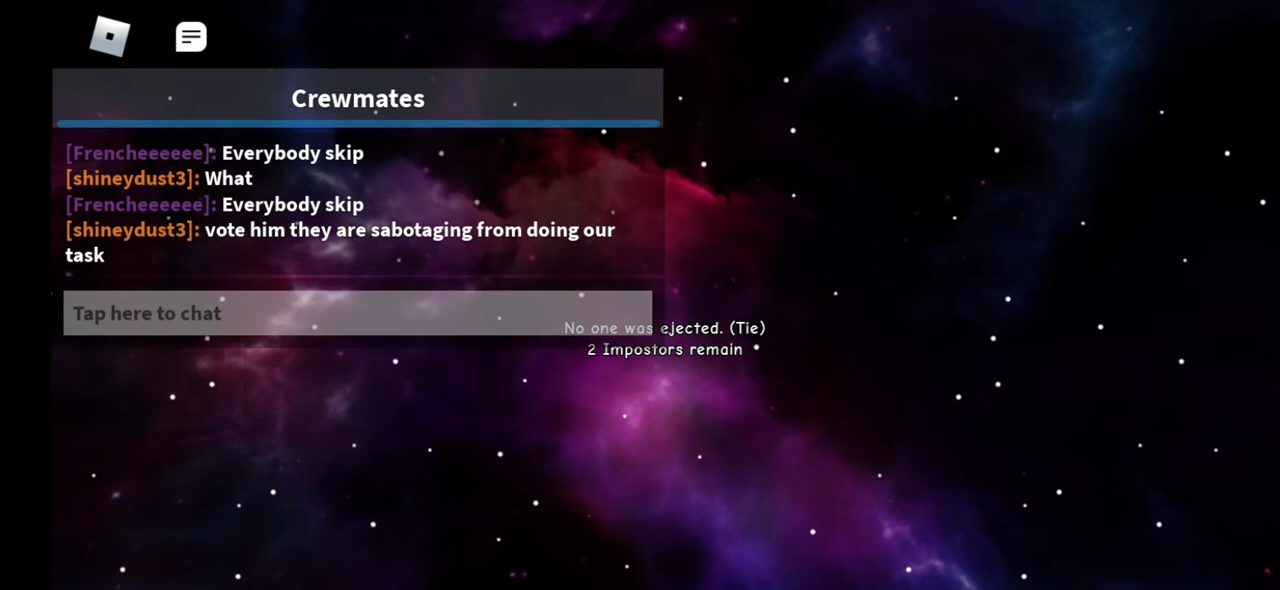 Crewmates
[Frencheeeeee]: Everybody skip
[shineydust3]: What
[Frencheeeeee]: Everybody skip
[shineydust3]: vote him they are sabotaging from doing our
task
Tap here to chat
No one was ejected. (Tie)
2 Impostors remain